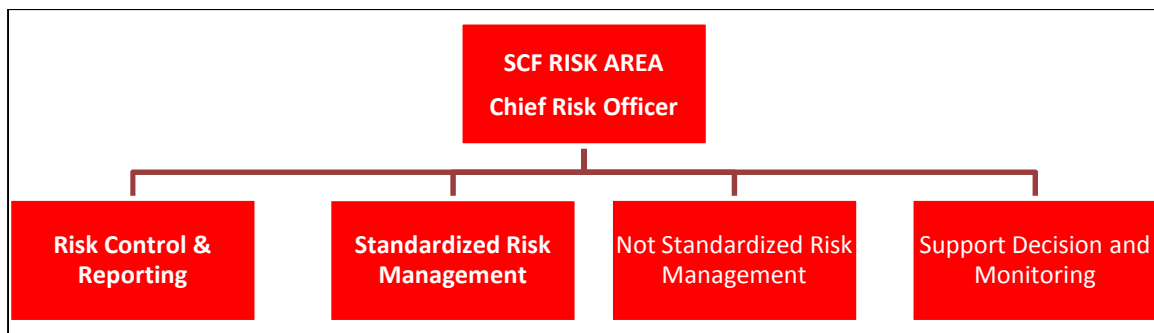 SCF RISK AREA
Chief Risk Officer
Risk Control &
Reporting
Standardized Risk
Management
Not Standardized Risk
Management
Support Decision and
Monitoring